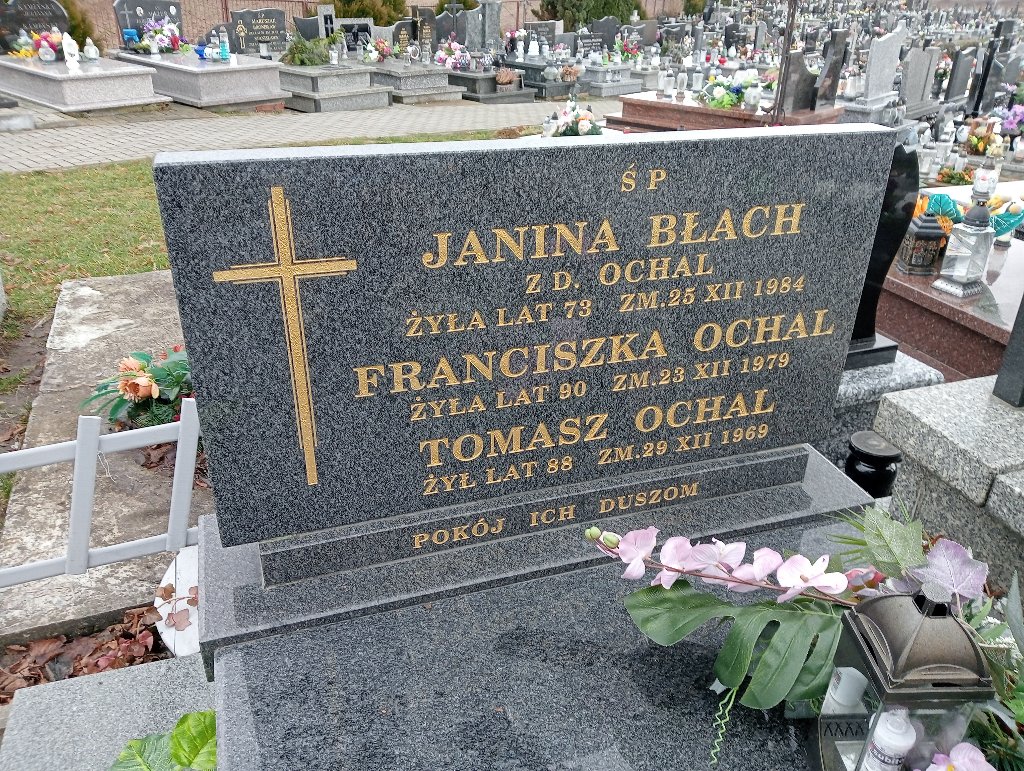 Ś P
JANINA BŁACH
Z D. OCHAL
ŻYŁA LAT 73 ZM.25 XII 1984
FRANCISZKA OCHAL
ŻYŁA LAT 90 ZM.23 XII 1979
TOMASZ OCHAL
ŻYŁ LAT 88 ZM.29 XII 1969
POKÓJ ICH DUSZOM